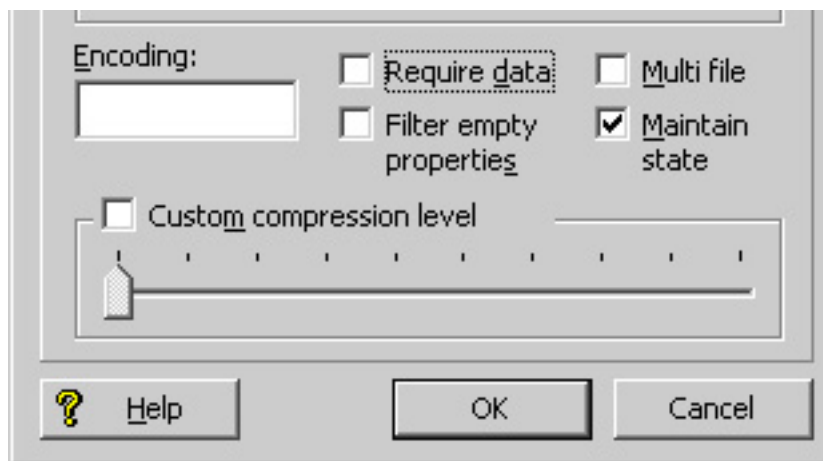 Encoding:
Require data
Multi file
Filter empty
properties
Maintain
state
Custom compression level
Help
OK
Cancel